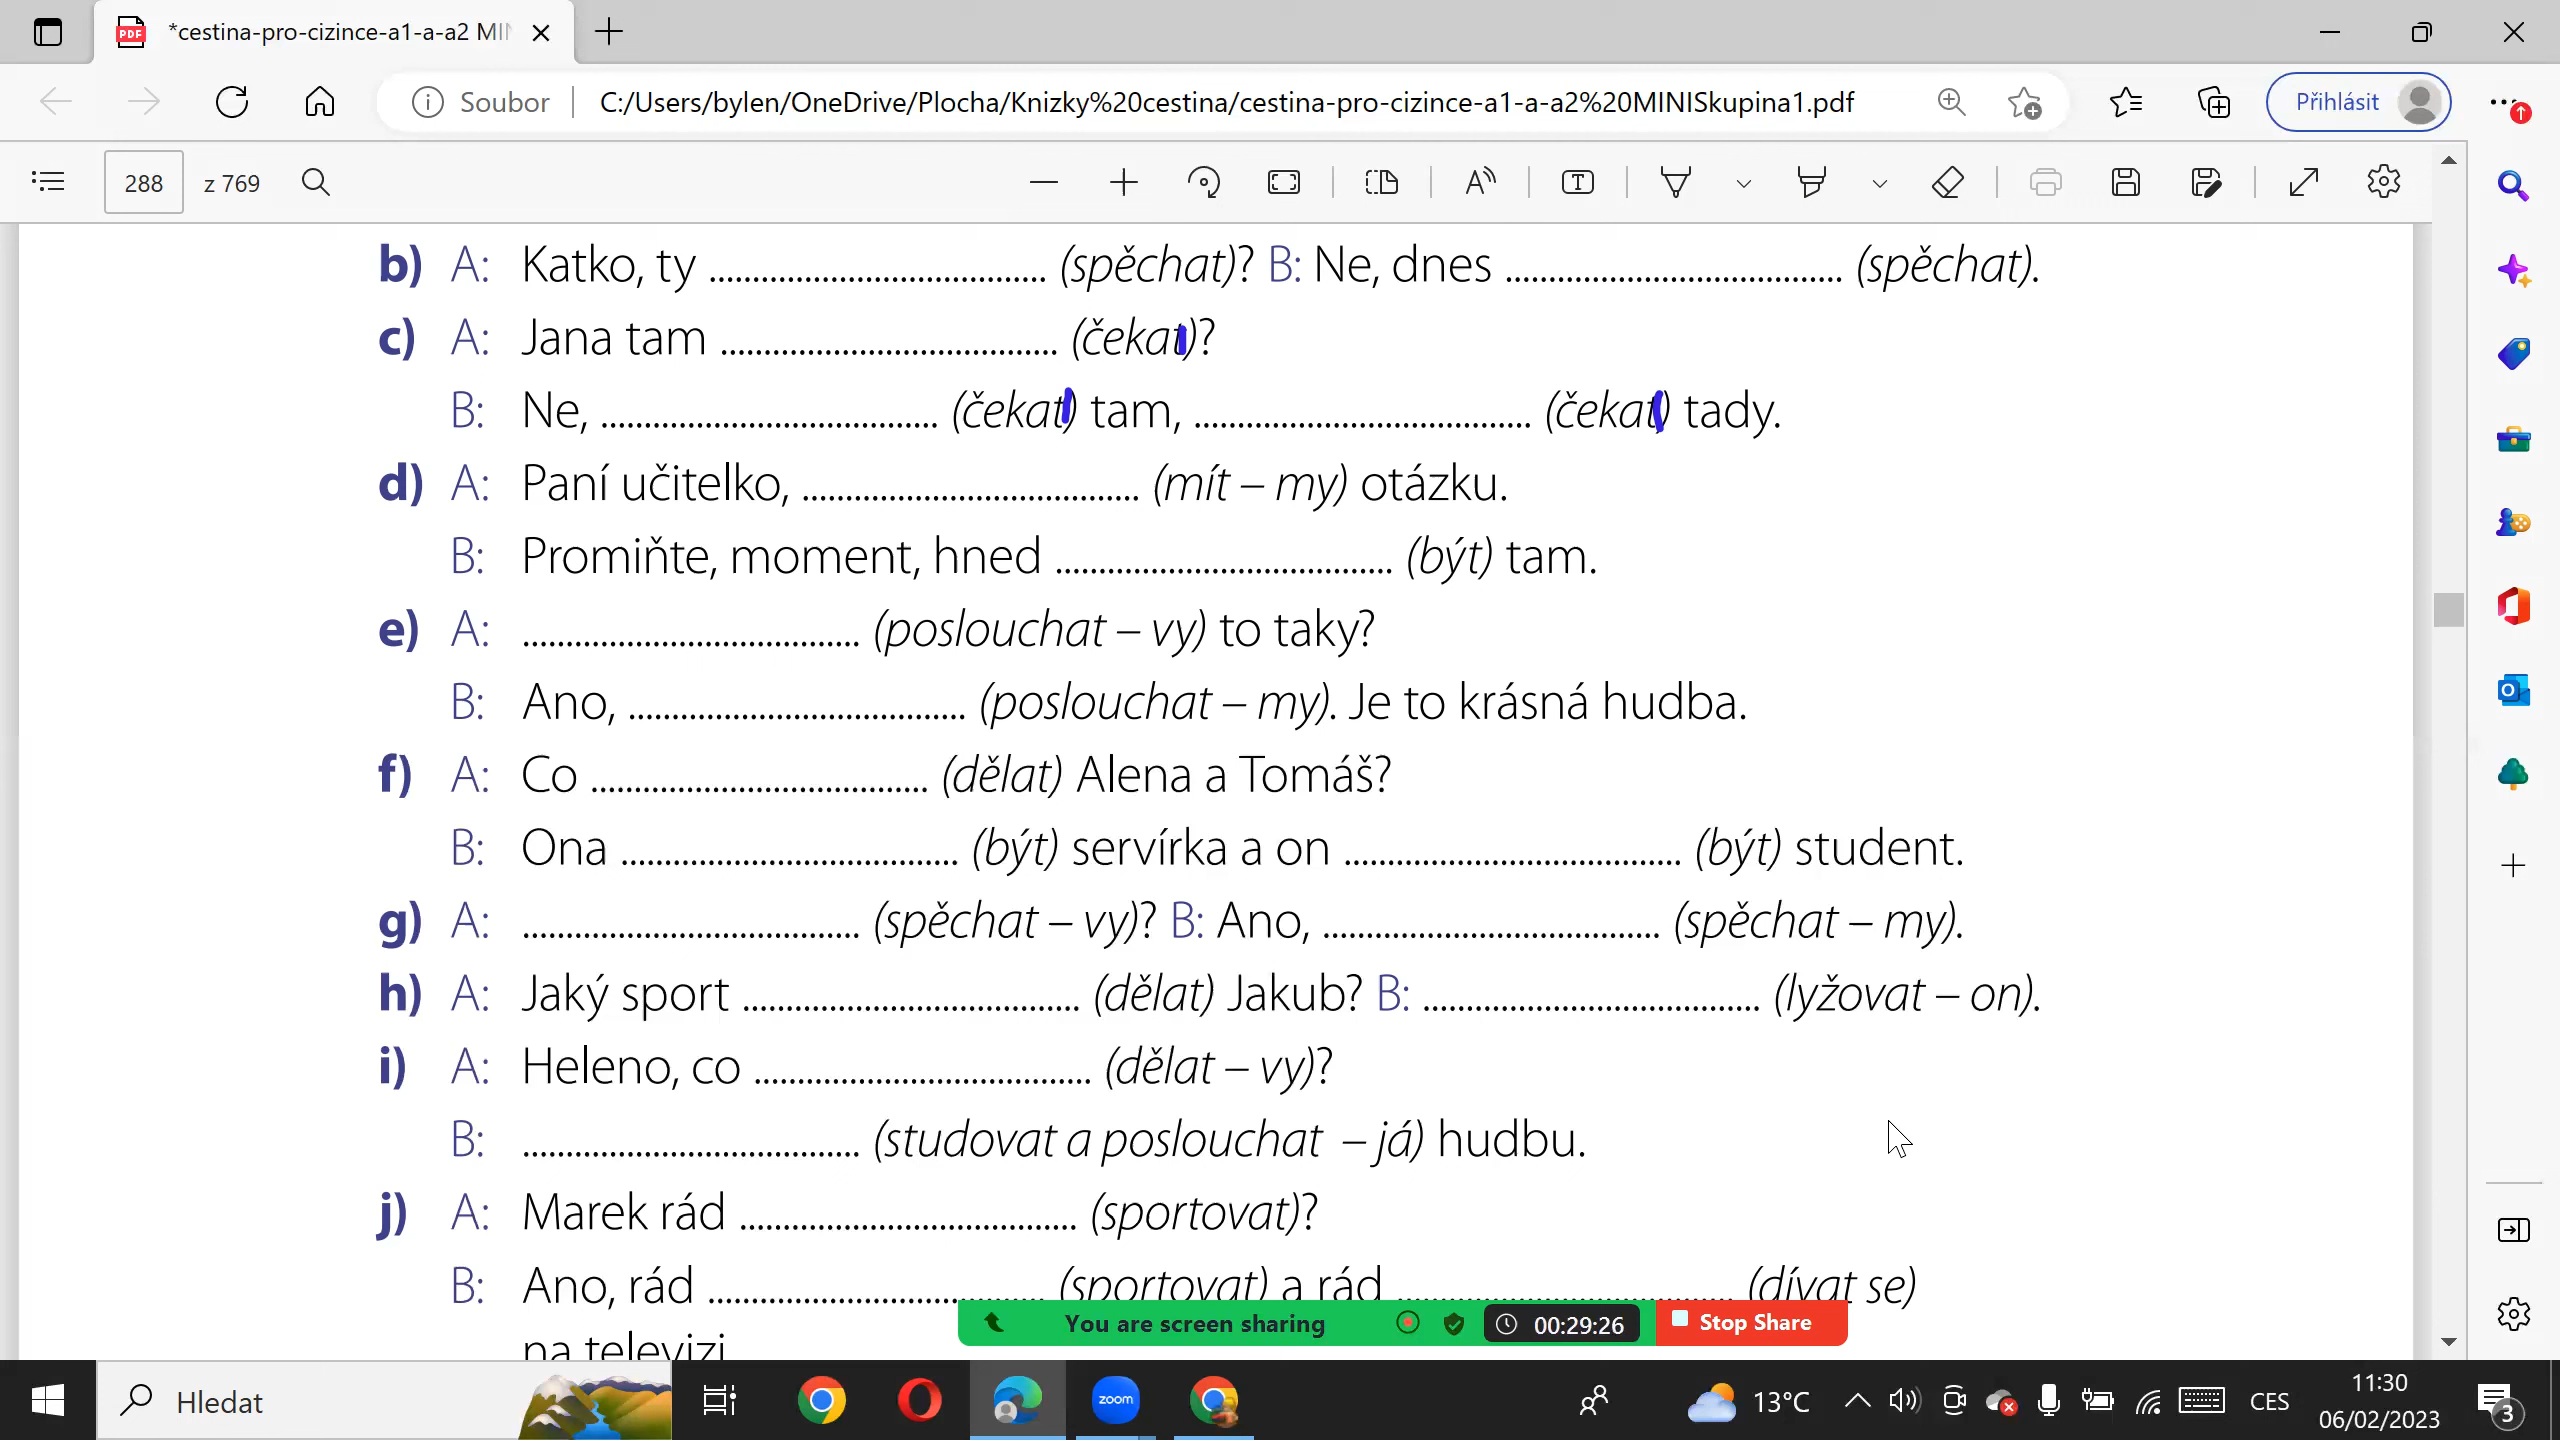 *cestina-pro-cizince-a1-a-a2 MIN
Soubor C:/Users/bylen/OneDrive/Plocha/Knizky%20cestina/cestina-pro-cizince-a1-a-a2%20MINISkupina1.pdf Přihlásit
288 z 769
b) A: Katko, ty ........................................ (spěchat)? B: Ne, dnes ........................................ (spěchat).
c) A: Jana tam ........................................ (čekat)?
B: Ne, ........................................ (čekat) tam, ........................................ (čekat) tady.
d) A: Paní učitelko, ........................................ (mít – my) otázku.
B: Promiňte, moment, hned ........................................ (být) tam.
e) A: ........................................ (poslouchat – vy) to taky?
B: Ano, ........................................ (poslouchat – my). Je to krásná hudba.
f) A: Co ........................................ (dělat) Alena a Tomáš?
B: Ona ........................................ (být) servírka a on ........................................ (být) student.
g) A: ........................................ (spěchat – vy)? B: Ano, ........................................ (spěchat – my).
h) A: Jaký sport ........................................ (dělat) Jakub? B: ........................................ (lyžovat – on).
i) A: Heleno, co ........................................ (dělat – vy)?
B: ........................................ (studovat a poslouchat – já) hudbu.
j) A: Marek rád ........................................ (sportovat)?
B: Ano, rád ........................................ (sportovat) a rád ........................................ (dívat se)
na televizi
You are screen sharing 00:29:26 Stop Share
Hledat zoom 13°C CES 11:30
06/02/2023 3